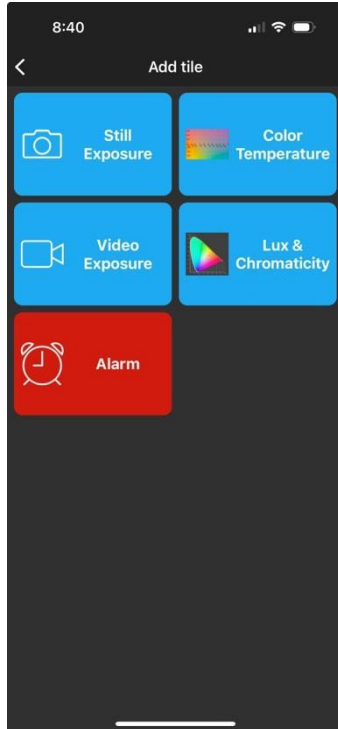 8:40
Add tile
Still
Exposure
Color
Temperature
Video
Exposure
Lux &
Chromaticity
Alarm